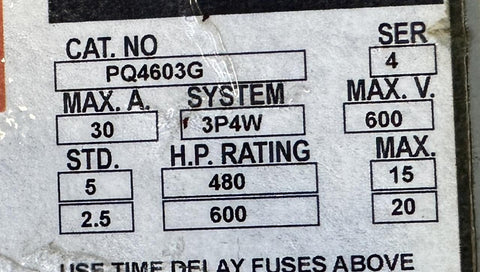 CAT. NO SER
PQ4603G 4
MAX. A. SYSTEM MAX. V.
30 3P4W 600
STD. H.P. RATING MAX.
5 480 15
2.5 600 20
USE TIME DELAY FUSES ABOVE